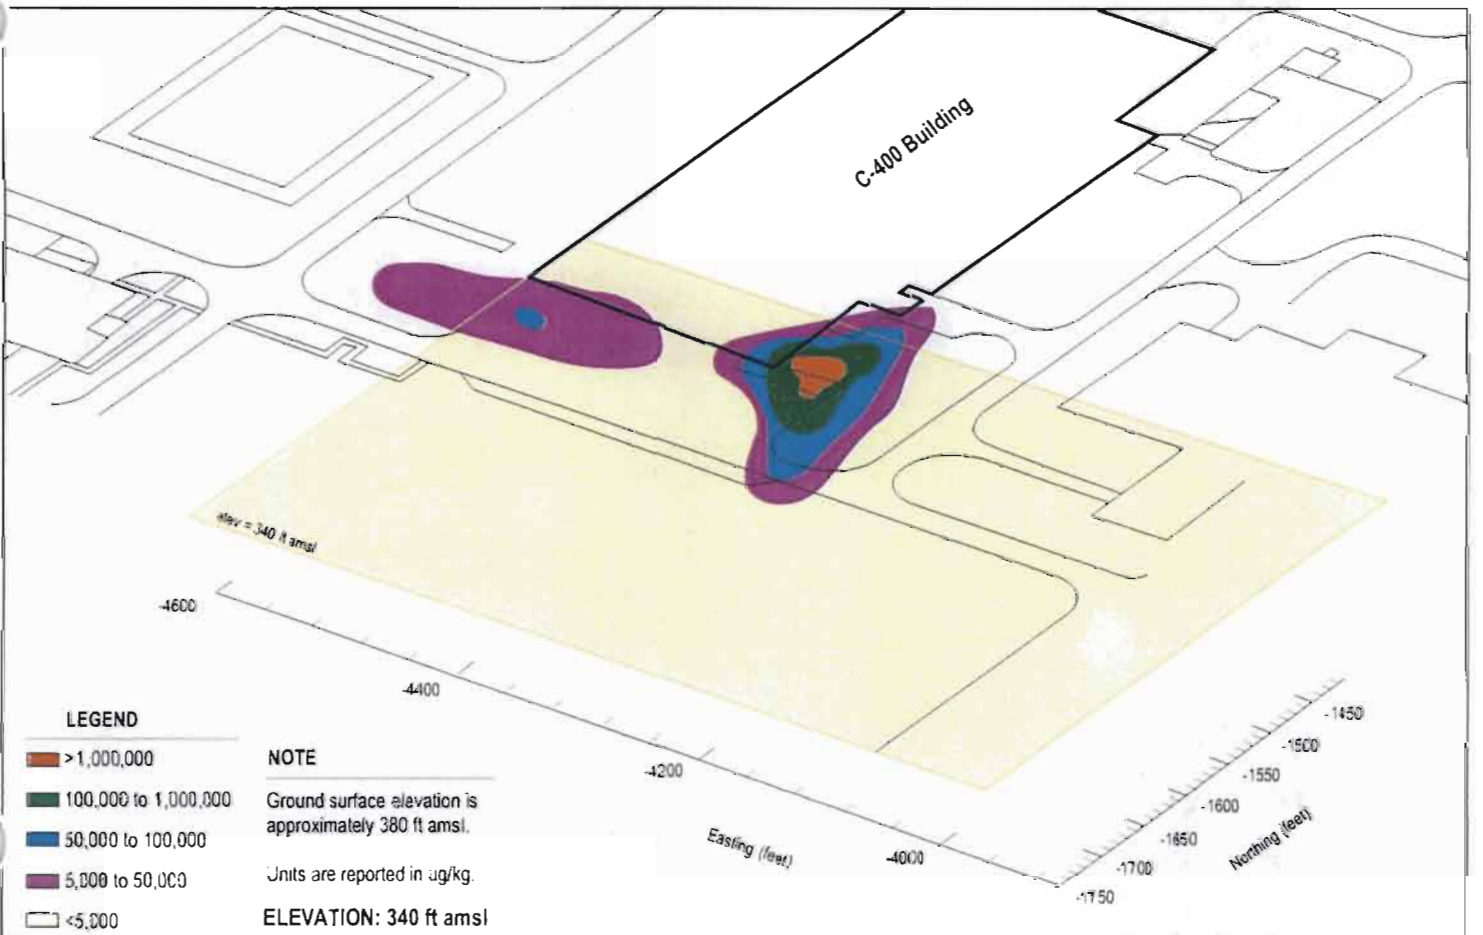 C-400 Building
elev = 340 ft amsl
-4600
-4400
-4200
-4000
Easting (feet)
-1450
-1500
-1550
-1600
-1650
-1700
-1750
Northing (feet)
LEGEND
>1,000,000
100,000 to 1,000,000
50,000 to 100,000
5,000 to 50,000
<5,000
NOTE
Ground surface elevation is
approximately 380 ft amsl.
Units are reported in ug/kg.
ELEVATION: 340 ft amsl